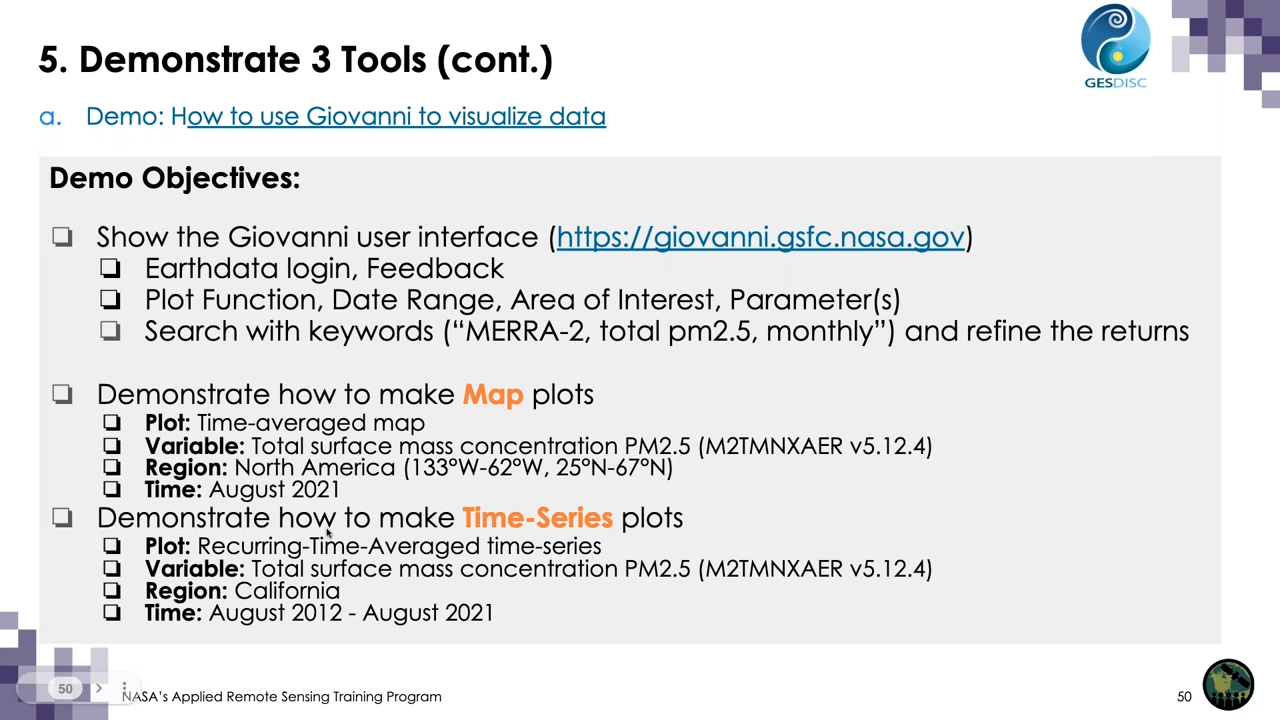 5. Demonstrate 3 Tools (cont.)
GESDISC
a. Demo: How to use Giovanni to visualize data
Demo Objectives:
❏ Show the Giovanni user interface (https://giovanni.gsfc.nasa.gov)
❏ Earthdata login, Feedback
❏ Plot Function, Date Range, Area of Interest, Parameter(s)
❏ Search with keywords (“MERRA-2, total pm2.5, monthly”) and refine the returns
❏ Demonstrate how to make Map plots
❏ Plot: Time-averaged map
❏ Variable: Total surface mass concentration PM2.5 (M2TMNXAER v5.12.4)
❏ Region: North America (133°W-62°W, 25°N-67°N)
❏ Time: August 2021
❏ Demonstrate how to make Time-Series plots
❏ Plot: Recurring-Time-Averaged time-series
❏ Variable: Total surface mass concentration PM2.5 (M2TMNXAER v5.12.4)
❏ Region: California
❏ Time: August 2012 - August 2021
50
NASA’s Applied Remote Sensing Training Program
50